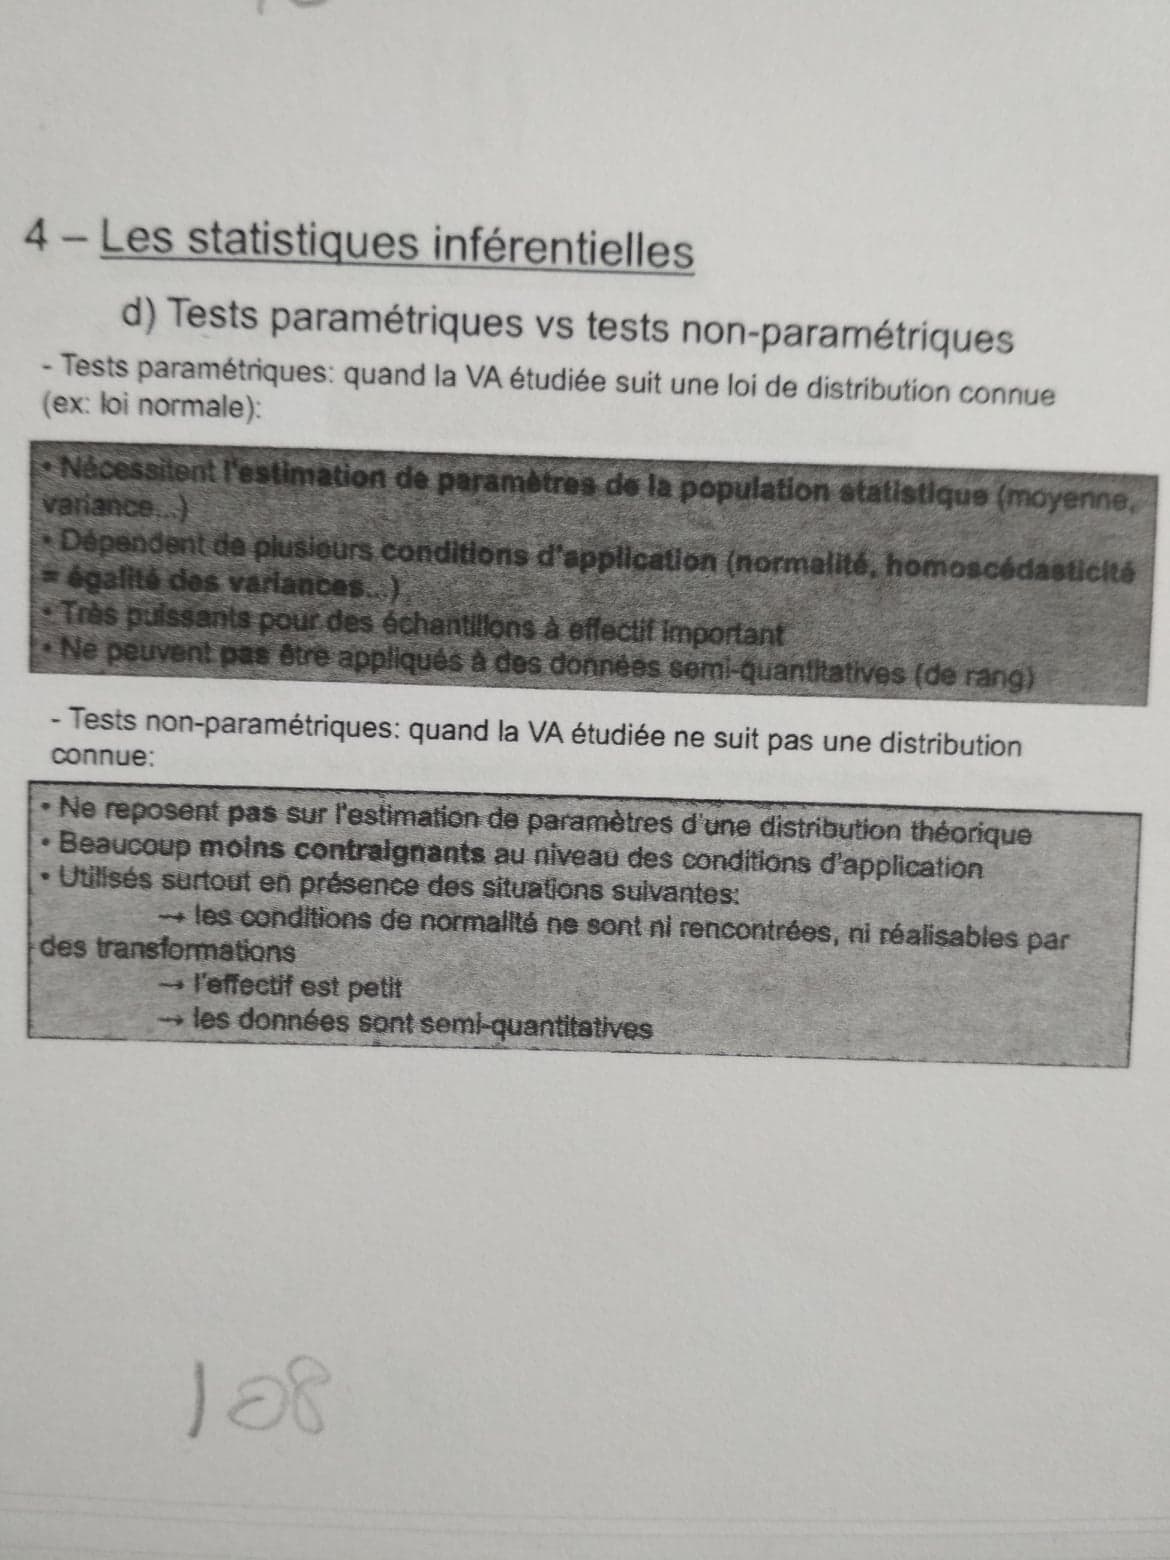 4 – Les statistiques inférentielles
d) Tests paramétriques vs tests non-paramétriques
- Tests paramétriques: quand la VA étudiée suit une loi de distribution connue
(ex: loi normale):
• Nécessitent l'estimation de paramètres de la population statistique (moyenne,
variance...)
• Dépendent de plusieurs conditions d'application (normalité, homoscédasticité
= égalité des variances...)
• Très puissants pour des échantillons à effectif important
• Ne peuvent pas être appliqués à des données semi-quantitatives (de rang)
- Tests non-paramétriques: quand la VA étudiée ne suit pas une distribution
connue:
• Ne reposent pas sur l'estimation de paramètres d'une distribution théorique
• Beaucoup moins contraignants au niveau des conditions d'application
• Utilisés surtout en présence des situations suivantes:
→ les conditions de normalité ne sont ni rencontrées, ni réalisables par
des transformations
→ l'effectif est petit
→ les données sont semi-quantitatives
108